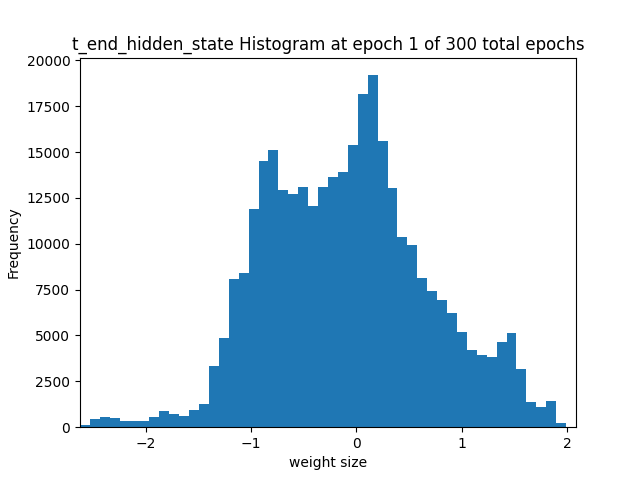 t_end_hidden_state Histogram at epoch 1 of 300 total epochs
20000
17500
15000
12500
10000
7500
5000
2500
0
Frequency
−2 −1 0 1 2
weight size